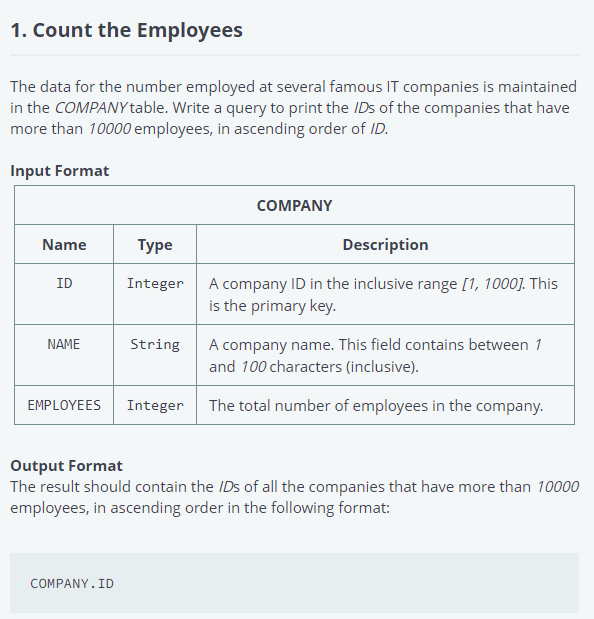 1. Count the Employees
The data for the number employed at several famous IT companies is maintained
in the COMPANY table. Write a query to print the IDs of the companies that have
more than 10000 employees, in ascending order of ID.
Input Format
COMPANY
Name Type Description
ID Integer A company ID in the inclusive range [1, 1000]. This
is the primary key.
NAME String A company name. This field contains between 1
and 100 characters (inclusive).
EMPLOYEES Integer The total number of employees in the company.
Output Format
The result should contain the IDs of all the companies that have more than 10000
employees, in ascending order in the following format:
COMPANY.ID